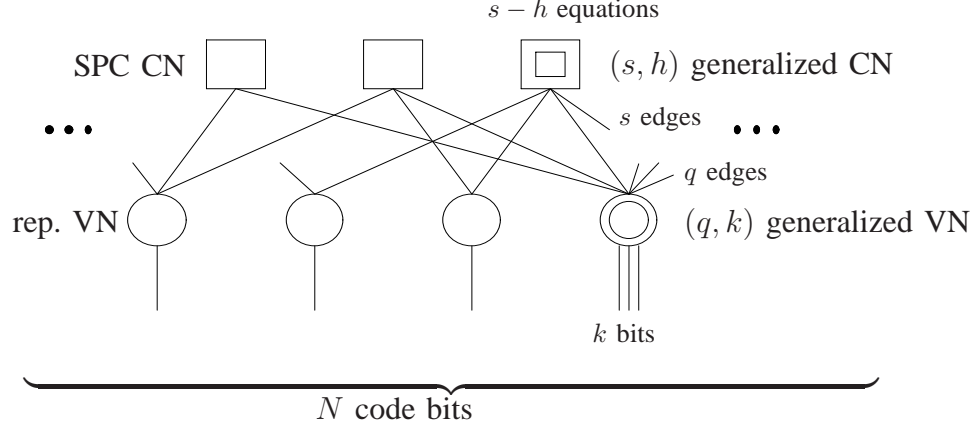 s − h equations
SPC CN
(s, h) generalized CN
s edges
q edges
rep. VN
(q, k) generalized VN
k bits
N code bits